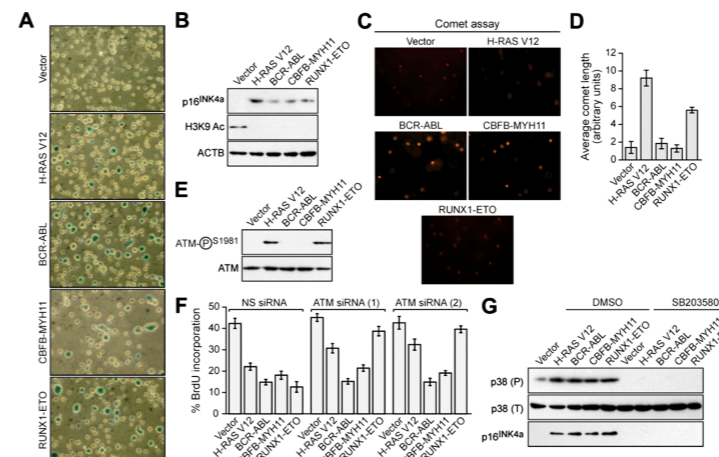 A
Vector
H-RAS V12
BCR-ABL
CBFB-MYH11
RUNX1-ETO
B
Vector
H-RAS V12
BCR-ABL
CBFB-MYH11
RUNX1-ETO
p16INK4a
H3K9 Ac
ACTB
C
Comet assay
Vector H-RAS V12
BCR-ABL CBFB-MYH11
RUNX1-ETO
D
Average comet length
(arbitrary units)
12
10
8
6
4
2
0
Vector
H-RAS V12
BCR-ABL
CBFB-MYH11
RUNX1-ETO
E
Vector
H-RAS V12
BCR-ABL
CBFB-MYH11
RUNX1-ETO
ATM-P S1981
ATM
F
NS siRNA ATM siRNA (1) ATM siRNA (2)
% BrdU incorporation
50
40
30
20
10
0
Vector
H-RAS V12
BCR-ABL
CBFB-MYH11
RUNX1-ETO
Vector
H-RAS V12
BCR-ABL
CBFB-MYH11
RUNX1-ETO
Vector
H-RAS V12
BCR-ABL
CBFB-MYH11
RUNX1-ETO
G
DMSO SB203580
Vector
H-RAS V12
BCR-ABL
CBFB-MYH11
RUNX1-ETO
Vector
H-RAS V12
BCR-ABL
CBFB-MYH11
p38 (P)
p38 (T)
p16INK4a